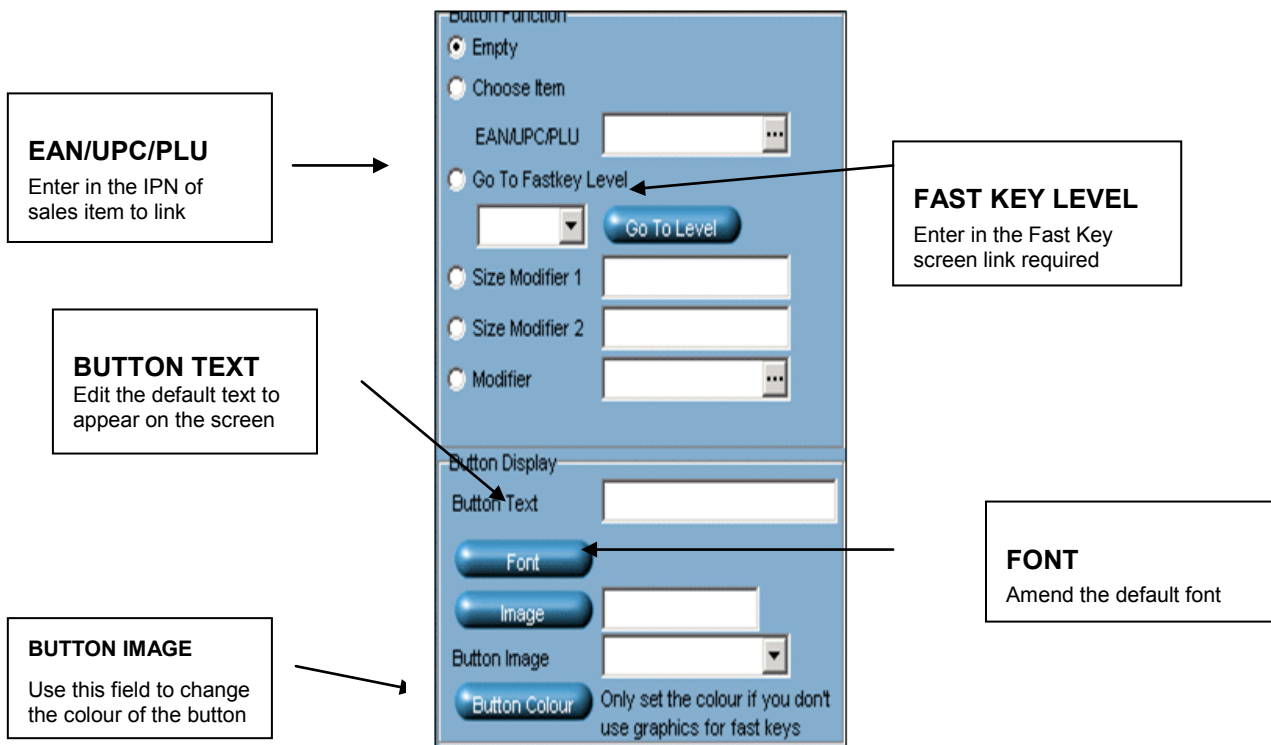 Button Function
Empty
Choose Item
EAN/UPC/PLU
...
Go To Fastkey Level
Go To Level
Size Modifier 1
Size Modifier 2
Modifier
...
Button Display
Button Text
Font
Image
Button Image
Button Colour
Only set the colour if you don't
use graphics for fast keys
EAN/UPC/PLU
Enter in the IPN of
sales item to link
BUTTON TEXT
Edit the default text to
appear on the screen
BUTTON IMAGE
Use this field to change
the colour of the button
FAST KEY LEVEL
Enter in the Fast Key
screen link required
FONT
Amend the default font